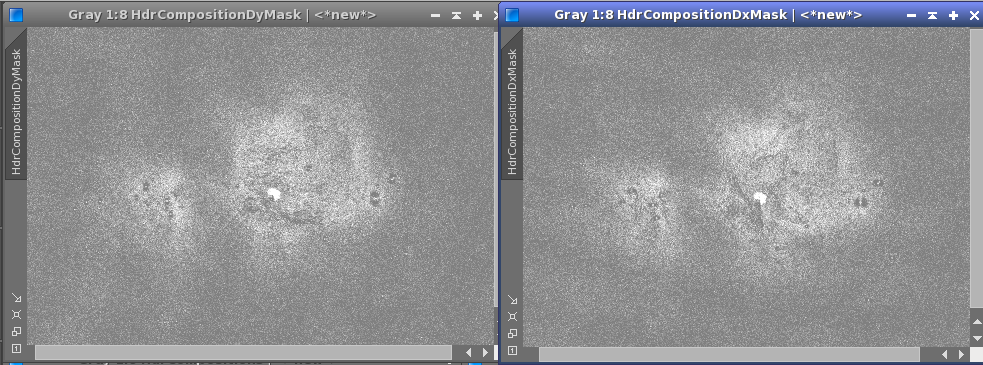 Gray 1:8 HdrCompositionDyMask | <*new*>
HdrCompositionDyMask
Gray 1:8 HdrCompositionDxMask | <*new*>
HdrCompositionDxMask